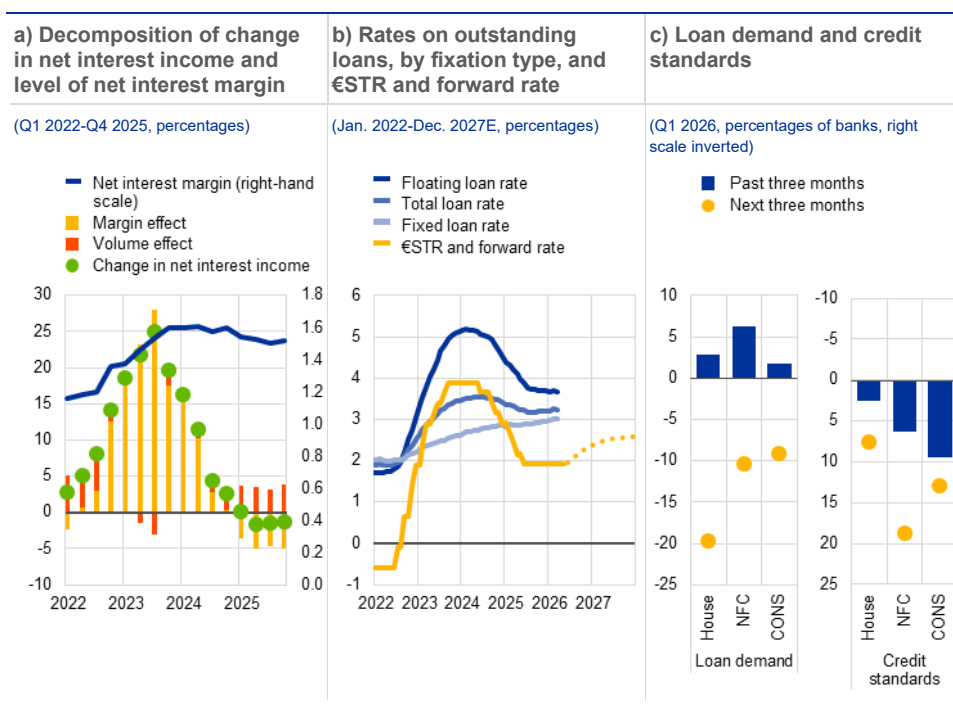 a) Decomposition of change
in net interest income and
level of net interest margin
(Q1 2022-Q4 2025, percentages)
Net interest margin (right-hand
scale)
Margin effect
Volume effect
Change in net interest income
30
25
20
15
10
5
0
-5
-10
1.8
1.6
1.4
1.2
1.0
0.8
0.6
0.4
0.2
0.0
2022
2023
2024
2025
b) Rates on outstanding
loans, by fixation type, and
€STR and forward rate
(Jan. 2022-Dec. 2027E, percentages)
Floating loan rate
Total loan rate
Fixed loan rate
€STR and forward rate
6
5
4
3
2
1
0
-1
2022
2023
2024
2025
2026
2027
c) Loan demand and credit
standards
(Q1 2026, percentages of banks, right
scale inverted)
Past three months
Next three months
10
5
0
-5
-10
-15
-20
-25
House
NFC
CONS
Loan demand
-10
-5
0
5
10
15
20
25
House
NFC
CONS
Credit
standards